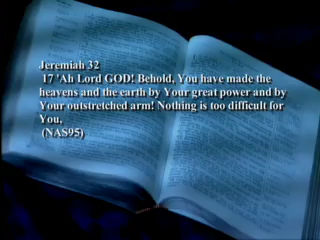 Jeremiah 32
17 'Ah Lord GOD! Behold, You have made the
heavens and the earth by Your great power and by
Your outstretched arm! Nothing is too difficult for
You,
(NAS95)